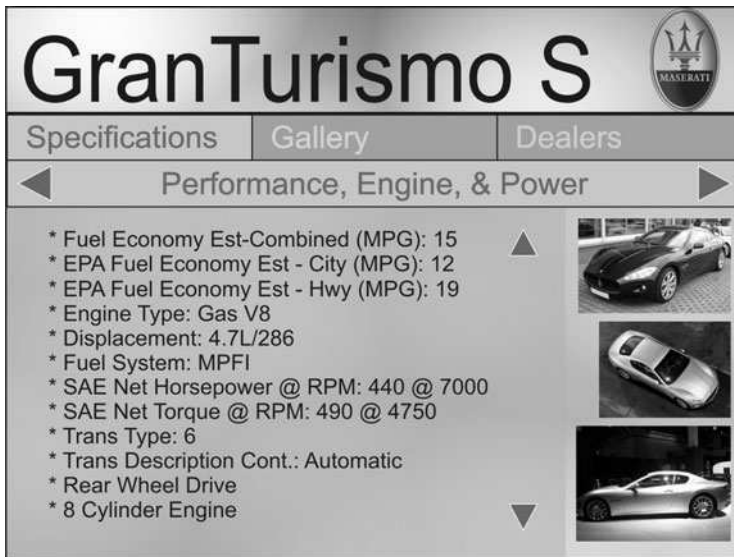 GranTurismo S
MASERATI
Specifications
Gallery
Dealers
Performance, Engine, & Power
* Fuel Economy Est-Combined (MPG): 15
* EPA Fuel Economy Est - City (MPG): 12
* EPA Fuel Economy Est - Hwy (MPG): 19
* Engine Type: Gas V8
* Displacement: 4.7L/286
* Fuel System: MPFI
* SAE Net Horsepower @ RPM: 440 @ 7000
* SAE Net Torque @ RPM: 490 @ 4750
* Trans Type: 6
* Trans Description Cont.: Automatic
* Rear Wheel Drive
* 8 Cylinder Engine